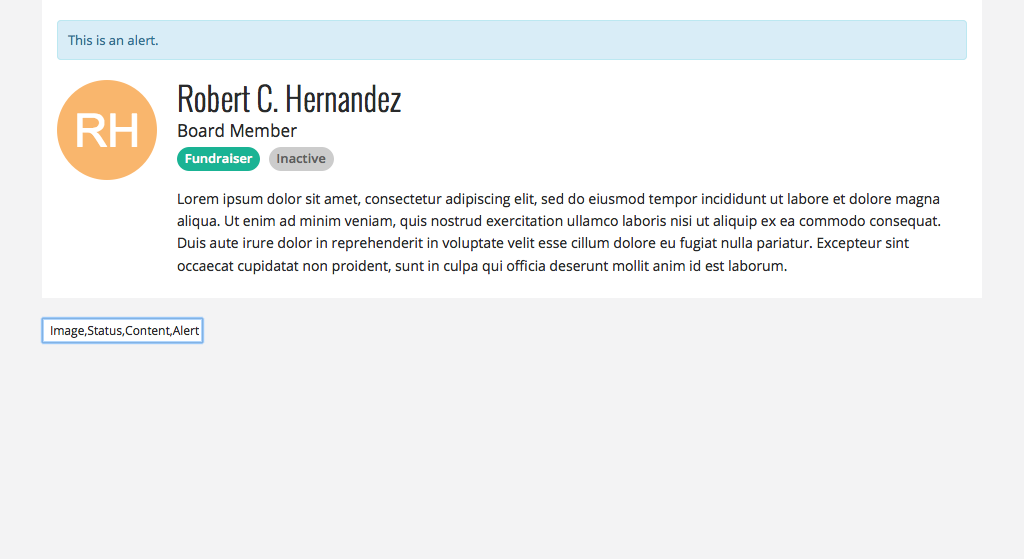 This is an alert.
RH
Robert C. Hernandez
Board Member
Fundraiser Inactive
Lorem ipsum dolor sit amet, consectetur adipiscing elit, sed do eiusmod tempor incididunt ut labore et dolore magna
aliqua. Ut enim ad minim veniam, quis nostrud exercitation ullamco laboris nisi ut aliquip ex ea commodo consequat.
Duis aute irure dolor in reprehenderit in voluptate velit esse cillum dolore eu fugiat nulla pariatur. Excepteur sint
occaecat cupidatat non proident, sunt in culpa qui officia deserunt mollit anim id est laborum.
Image,Status,Content,Alert